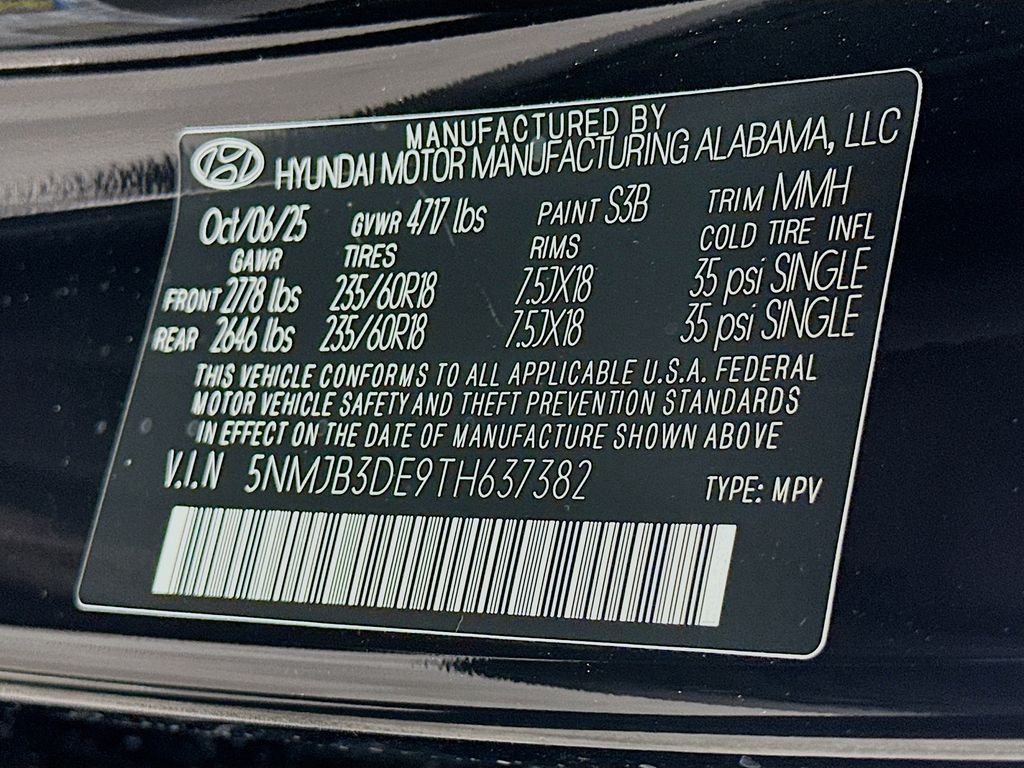 MANUFACTURED BY
HYUNDAI MOTOR MANUFACTURING ALABAMA, LLC
Oct/06/25 GVWR 4717 lbs PAINT S3B TRIM MMH
GAWR TIRES RIMS COLD TIRE INFL
FRONT 2778 lbs 235/60R18 7.5JX18 35 psi SINGLE
REAR 2646 lbs 235/60R18 7.5JX18 35 psi SINGLE
THIS VEHICLE CONFORMS TO ALL APPLICABLE U.S.A. FEDERAL
MOTOR VEHICLE SAFETY AND THEFT PREVENTION STANDARDS
IN EFFECT ON THE DATE OF MANUFACTURE SHOWN ABOVE
V.I.N 5NMJB3DE9TH637382 TYPE: MPV